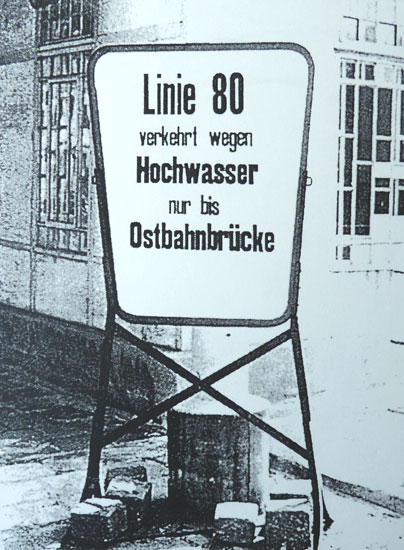 Linie 80
verkehrt wegen
Hochwasser
nur bis
Ostbahnbrücke